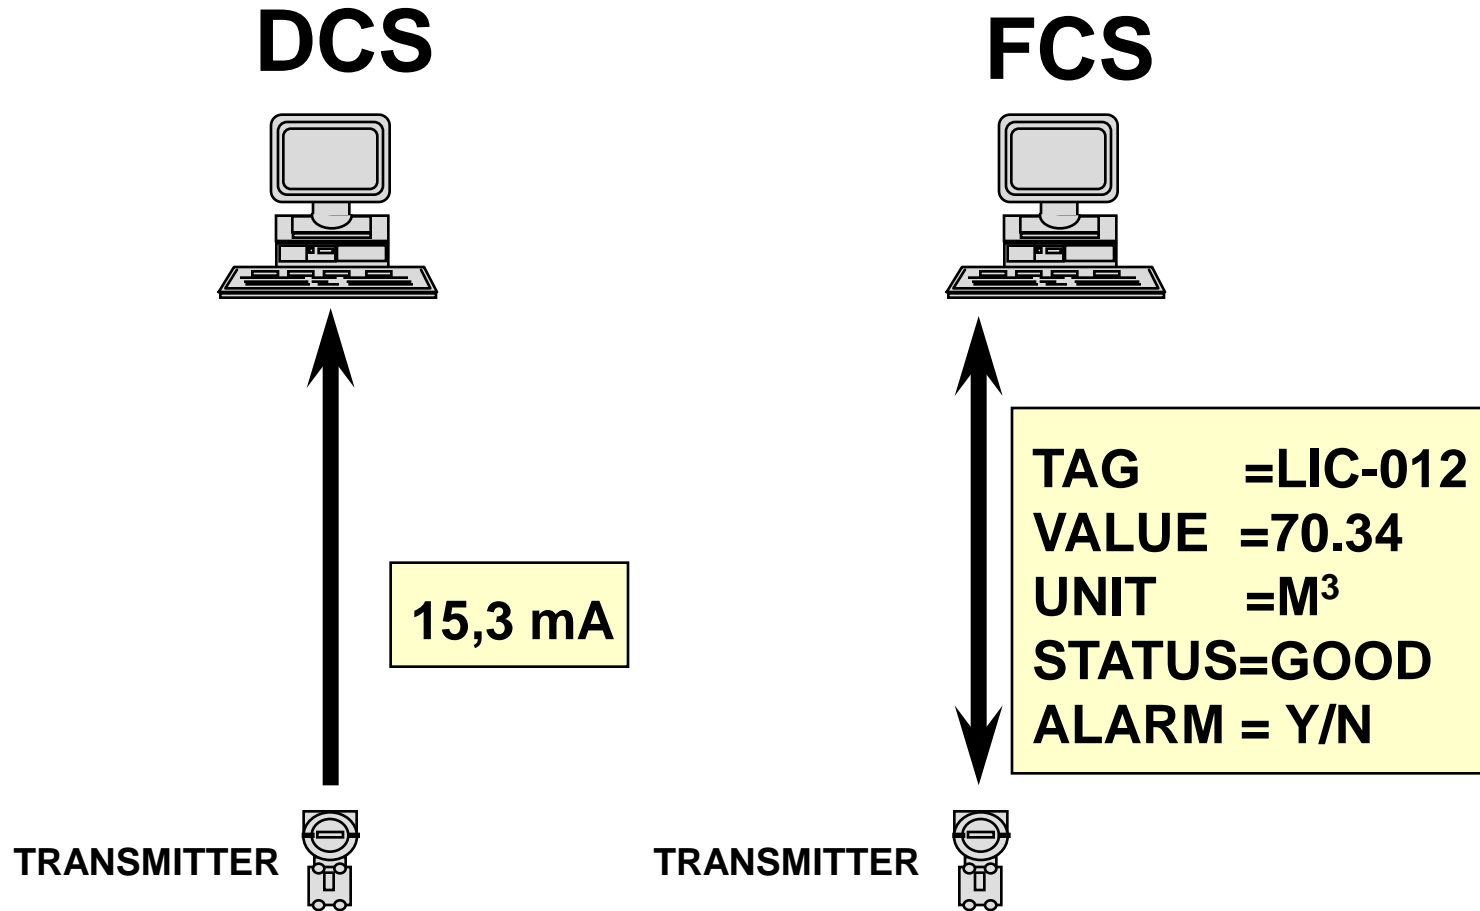 DCS
FCS
15,3 mA
TAG =LIC-012
VALUE =70.34
UNIT =M³
STATUS=GOOD
ALARM = Y/N
TRANSMITTER
TRANSMITTER